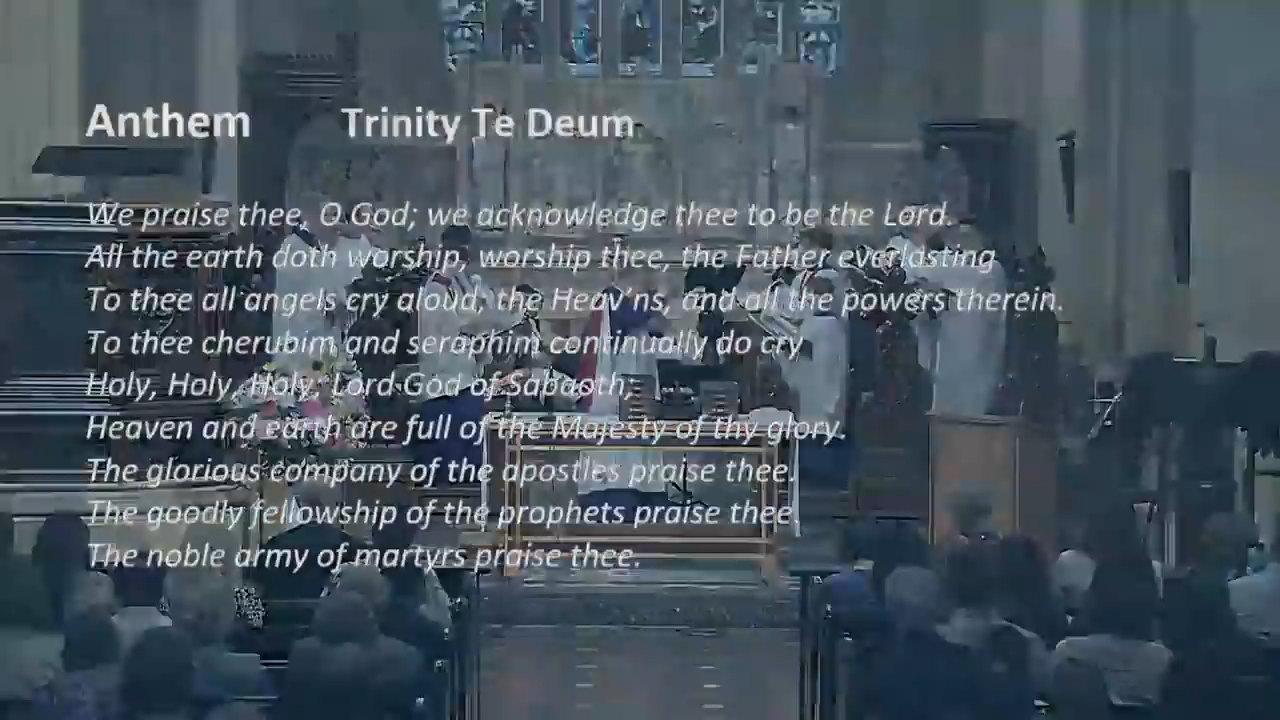 Anthem Trinity Te Deum
We praise thee, O God; we acknowledge thee to be the Lord.
All the earth doth worship, worship thee, the Father everlasting
To thee all angels cry aloud, the Heav'ns, and all the powers therein.
To thee cherubim and seraphim continually do cry
Holy, Holy, Holy: Lord God of Sabaoth;
Heaven and earth are full of the Majesty of thy glory.
The glorious company of the apostles praise thee.
The goodly fellowship of the prophets praise thee.
The noble army of martyrs praise thee.